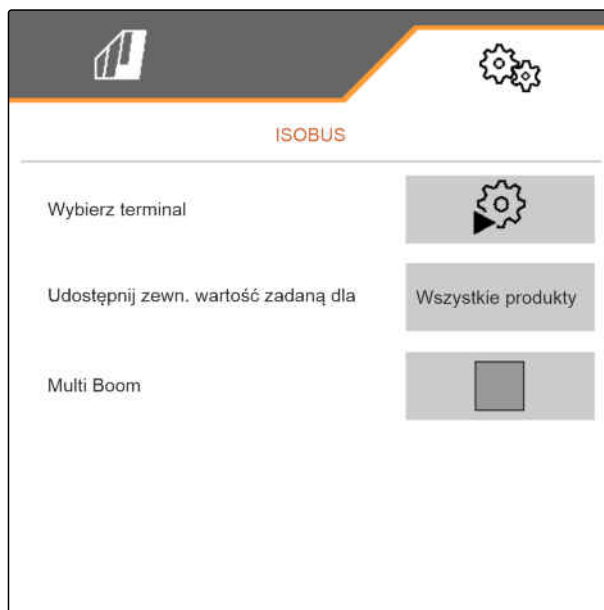 ISOBUS
Wybierz terminal
Udostępnij zewn. wartość zadaną dla
Wszystkie produkty
Multi Boom